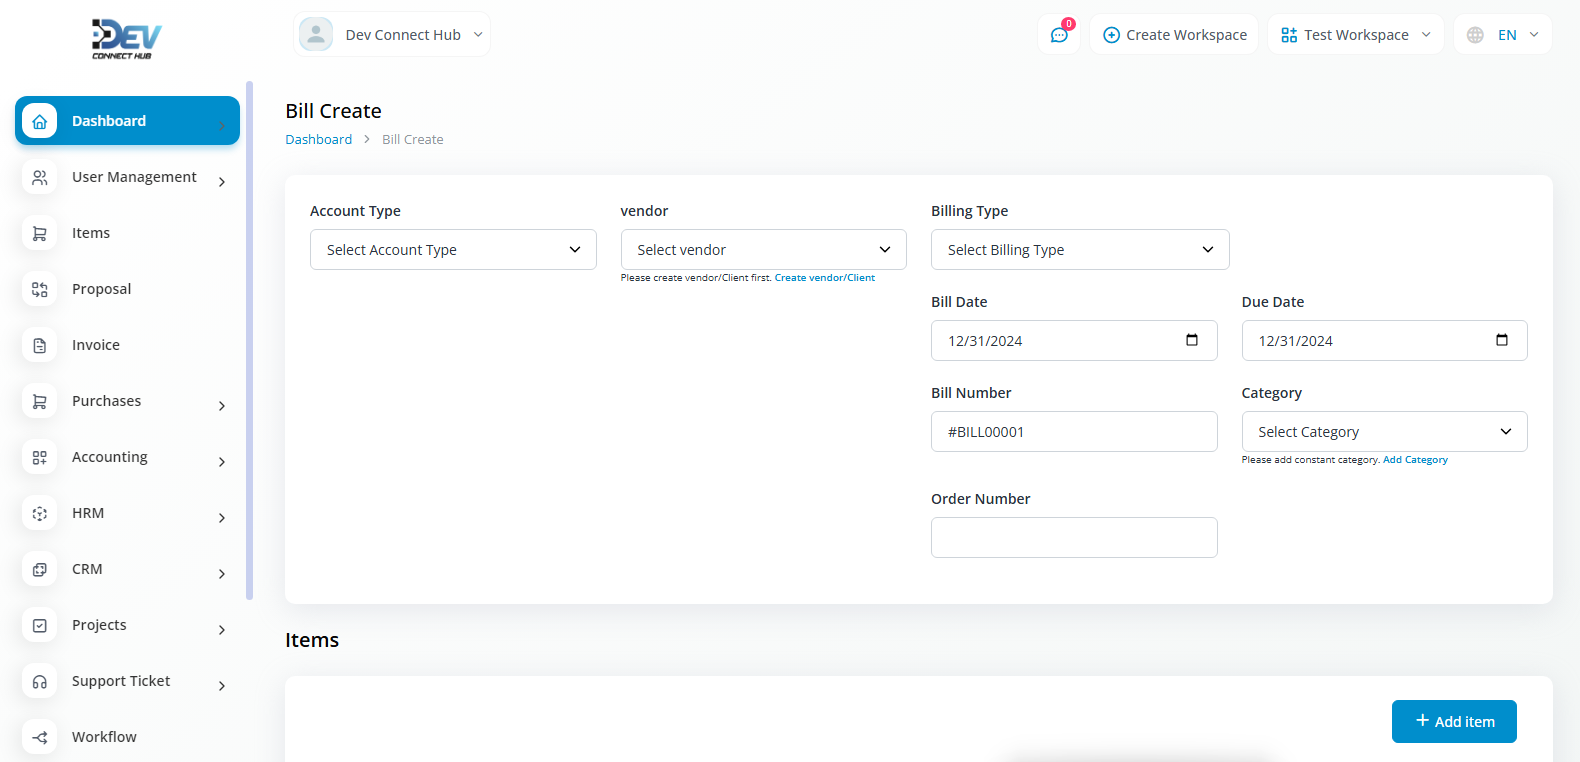 DEV
CONNECT HUB
Dev Connect Hub
0
Create Workspace
Test Workspace
EN
Dashboard
User Management
Items
Proposal
Invoice
Purchases
Accounting
HRM
CRM
Projects
Support Ticket
Workflow
Bill Create
Dashboard > Bill Create
Account Type
Select Account Type
vendor
Select vendor
Please create vendor/Client first. Create vendor/Client
Billing Type
Select Billing Type
Bill Date
12/31/2024
Due Date
12/31/2024
Bill Number
#BILL00001
Category
Select Category
Please add constant category. Add Category
Order Number
Items
+ Add item